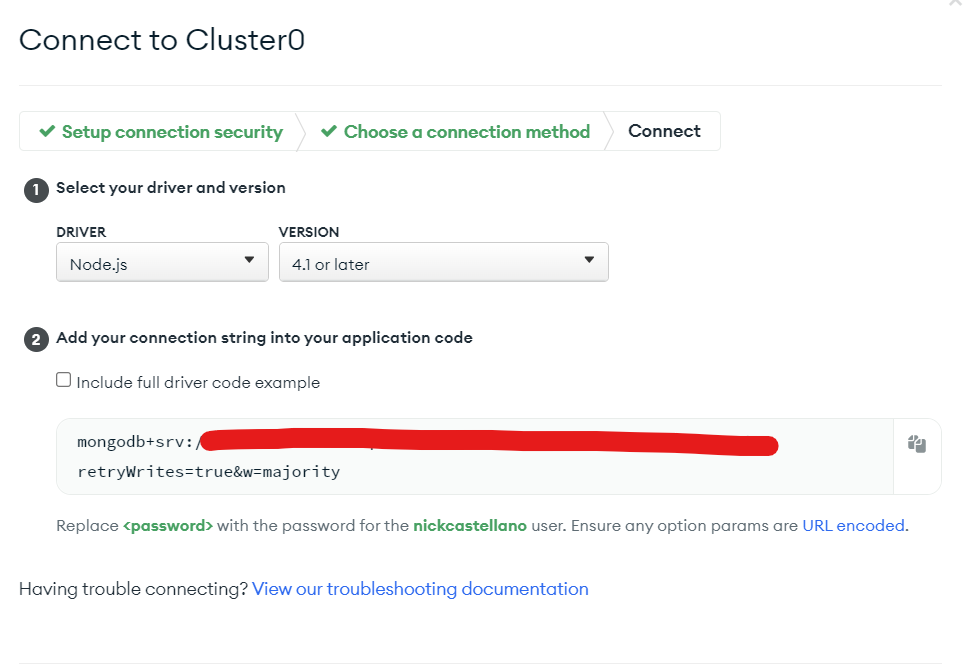 Connect to Cluster0
✔ Setup connection security ✔ Choose a connection method Connect
1 Select your driver and version
DRIVER VERSION
Node.js 4.1 or later
2 Add your connection string into your application code
Include full driver code example
mongodb+srv:/
retryWrites=true&w=majority
Replace <password> with the password for the nickcastellano user. Ensure any option params are URL encoded.
Having trouble connecting? View our troubleshooting documentation